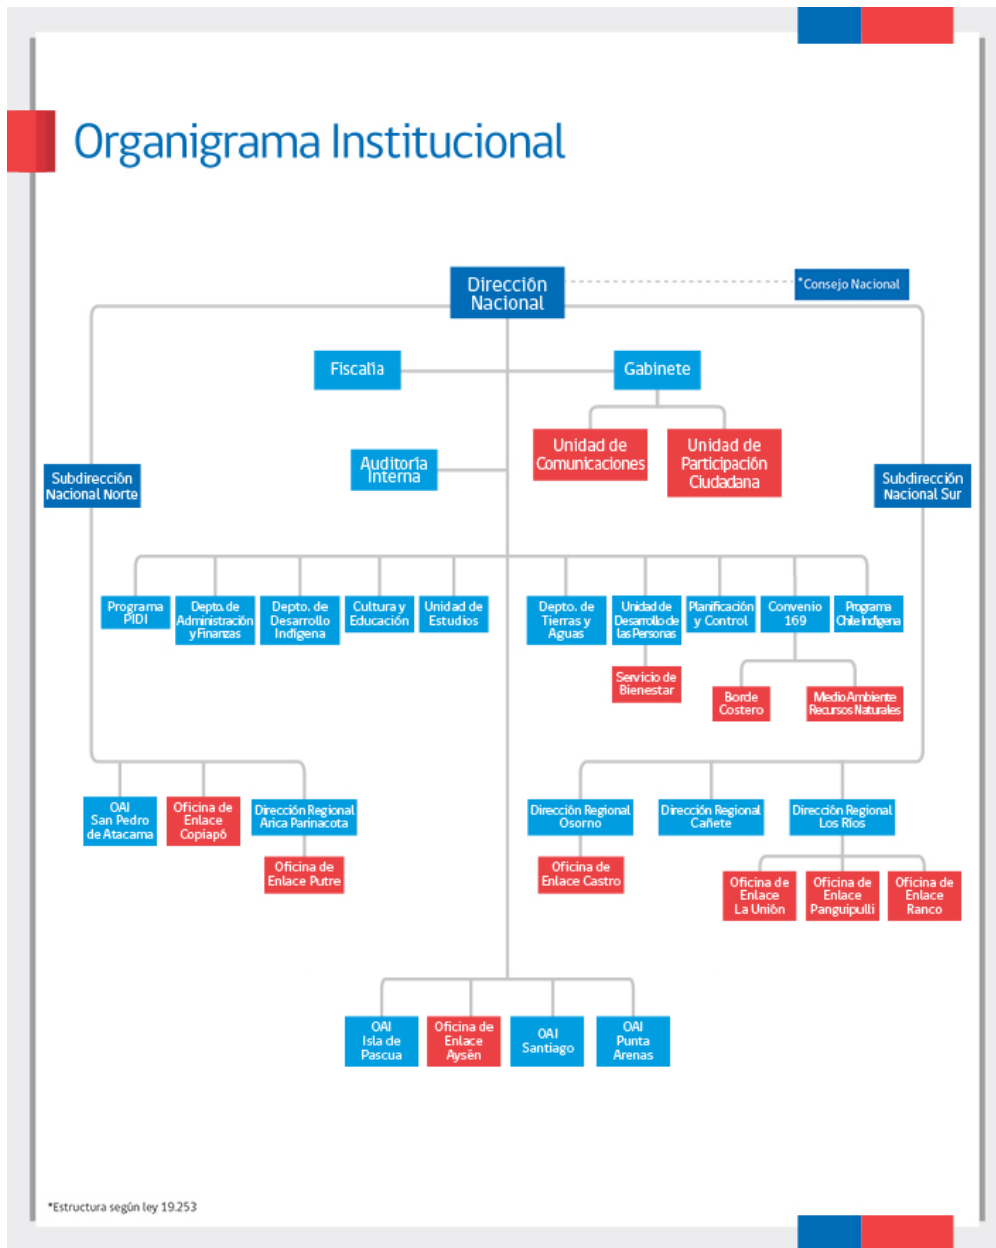 Organigrama Institucional
Dirección
Nacional
*Consejo Nacional
Fiscalía
Gabinete
Unidad de
Comunicaciones
Unidad de
Participación
Ciudadana
Auditoría
Interna
Subdirección
Nacional Norte
Subdirección
Nacional Sur
Programa
PIDI
Depto. de
Administración
y Finanzas
Depto. de
Desarrollo
Indígena
Cultura y
Educación
Unidad de
Estudios
Depto. de
Tierras y
Aguas
Unidad de
Desarrollo de
las Personas
Planificación
y Control
Convenio
169
Programa
Chile Indígena
Servicio de
Bienestar
Borde
Costero
Medio Ambiente
Recursos Naturales
OAI
San Pedro
de Atacama
Oficina de
Enlace
Copiapó
Dirección Regional
Arica Parinacota
Oficina de
Enlace Putre
Dirección Regional
Osorno
Dirección Regional
Cañete
Dirección Regional
Los Ríos
Oficina de
Enlace Castro
Oficina de
Enlace
La Unión
Oficina de
Enlace
Panguipulli
Oficina de
Enlace
Ranco
OAI
Isla de
Pascua
Oficina de
Enlace
Aysén
OAI
Santiago
OAI
Punta
Arenas
*Estructura según ley 19.253